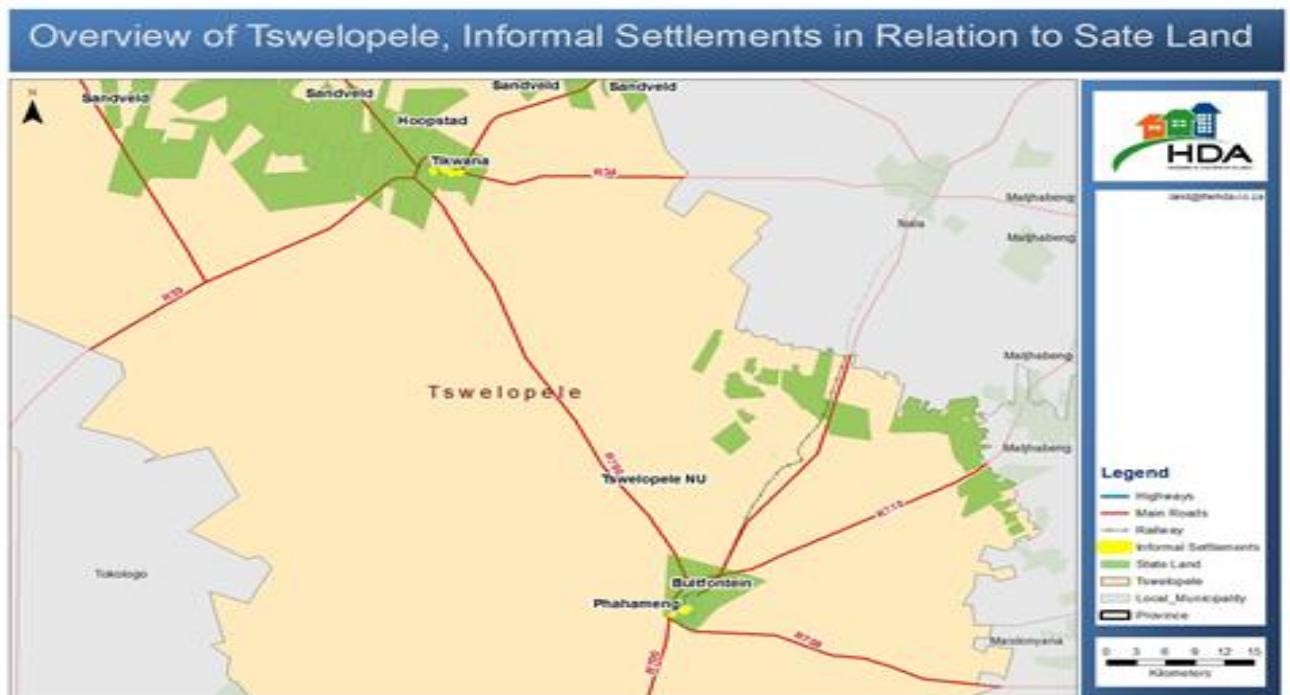 Overview of Tswelopele, Informal Settlements in Relation to Sate Land
N
Sandveld
Sandveld
Sandveld
Sandveld
Hoopstad
Tikwana
R34
R59
Nala
Matjhabeng
Matjhabeng
Matjhabeng
Matjhabeng
Tswelopele
R700
Tswelopele NU
R710
Bultfontein
Phahameng
R700
R738
Tokologo
Masilonyana
HDA
Legend
Highways
Main Roads
Railway
Informal Settlements
State Land
Tswelopele
Local_Municipality
Province
0 3 6 9 12 15
Kilometers